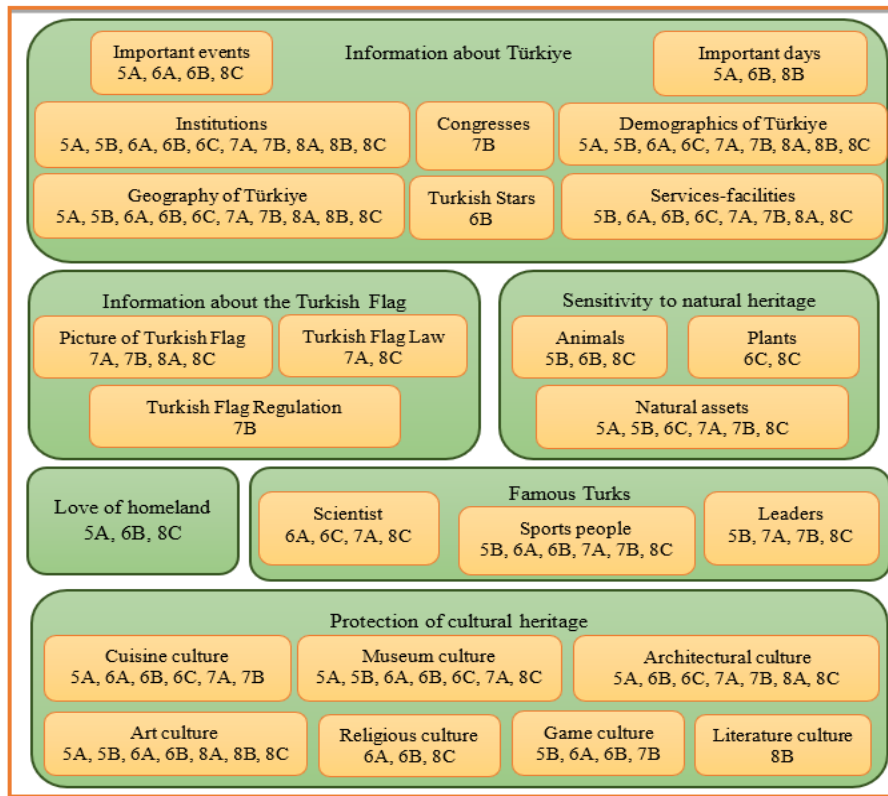 Information about Türkiye
Important events
5A, 6A, 6B, 8C
Important days
5A, 6B, 8B
Institutions
5A, 5B, 6A, 6B, 6C, 7A, 7B, 8A, 8B, 8C
Congresses
7B
Demographics of Türkiye
5A, 5B, 6A, 6C, 7A, 7B, 8A, 8B, 8C
Geography of Türkiye
5A, 5B, 6A, 6B, 6C, 7A, 7B, 8A, 8B, 8C
Turkish Stars
6B
Services-facilities
5B, 6A, 6B, 6C, 7A, 7B, 8A, 8C
Information about the Turkish Flag
Picture of Turkish Flag
7A, 7B, 8A, 8C
Turkish Flag Law
7A, 8C
Turkish Flag Regulation
7B
Sensitivity to natural heritage
Animals
5B, 6B, 8C
Plants
6C, 8C
Natural assets
5A, 5B, 6C, 7A, 7B, 8C
Love of homeland
5A, 6B, 8C
Famous Turks
Scientist
6A, 6C, 7A, 8C
Sports people
5B, 6A, 6B, 7A, 7B, 8C
Leaders
5B, 7A, 7B, 8C
Protection of cultural heritage
Cuisine culture
5A, 6A, 6B, 6C, 7A, 7B
Museum culture
5A, 5B, 6A, 6B, 6C, 7A, 8C
Architectural culture
5A, 6B, 6C, 7A, 7B, 8A, 8C
Art culture
5A, 5B, 6A, 6B, 8A, 8B, 8C
Religious culture
6A, 6B, 8C
Game culture
5B, 6A, 6B, 7B
Literature culture
8B